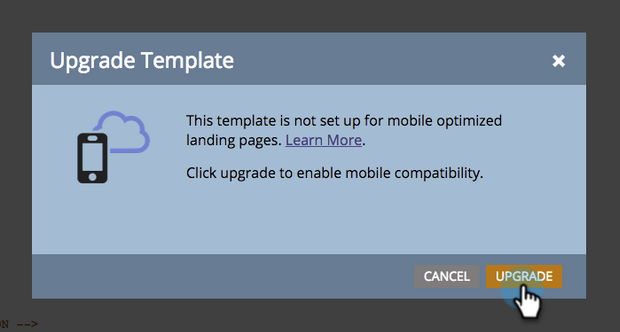 Upgrade Template
This template is not set up for mobile optimized
landing pages. Learn More.
Click upgrade to enable mobile compatibility.
CANCEL UPGRADE
ON -->